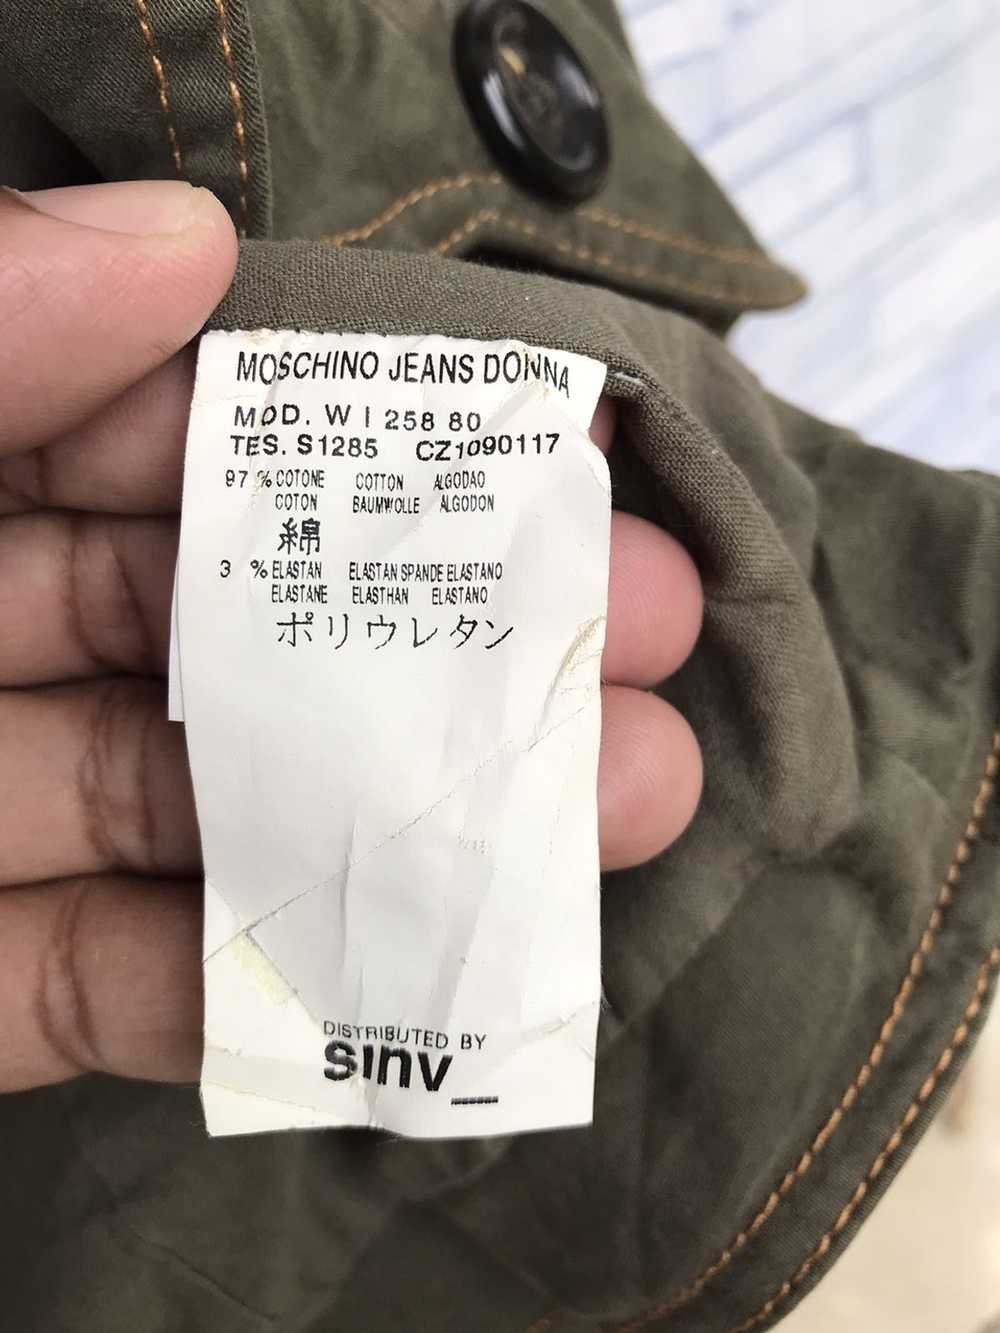 MOSCHINO JEANS DONNA
MOD. W I 258 80
TES. S1285 CZ1090117
97 % COTONE COTTON ALGODAO
COTON BAUMWOLLE ALGODON
綿
3 % ELASTAN ELASTAN SPANDE ELASTANO
ELASTANE ELASTHAN ELASTANO
ポリウレタン
DISTRIBUTED BY
sınv_